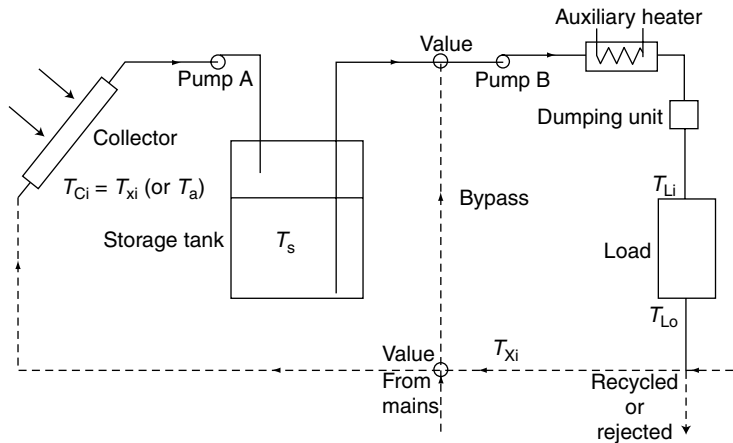 Auxiliary heater
Value
Pump A
Pump B
Dumping unit
Collector
T_Ci = T_xi (or T_a)
T_Li
Bypass
Storage tank
T_s
Load
T_Lo
Value
T_Xi
From
mains
Recycled
or
rejected